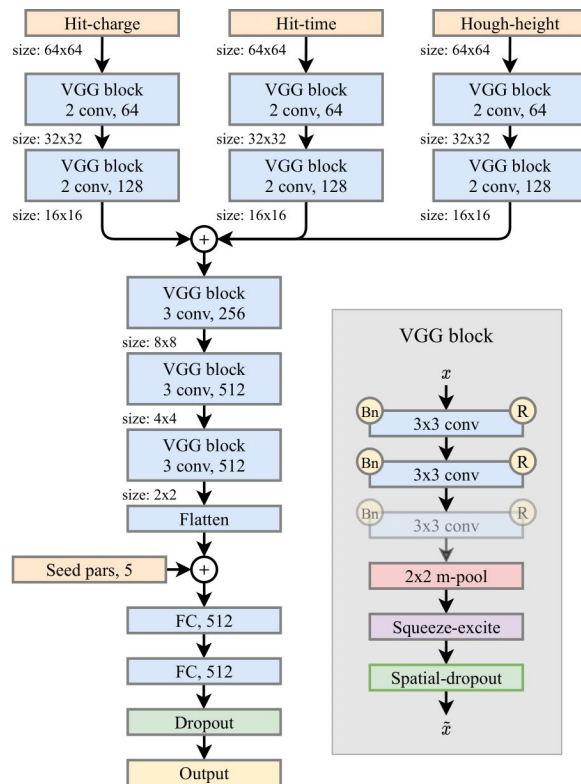 Hit-charge
Hit-time
Hough-height
size: 64x64
size: 64x64
size: 64x64
VGG block
2 conv, 64
VGG block
2 conv, 64
VGG block
2 conv, 64
size: 32x32
size: 32x32
size: 32x32
VGG block
2 conv, 128
VGG block
2 conv, 128
VGG block
2 conv, 128
size: 16x16
size: 16x16
size: 16x16
+
VGG block
3 conv, 256
size: 8x8
VGG block
3 conv, 512
size: 4x4
VGG block
3 conv, 512
size: 2x2
Flatten
Seed pars, 5
+
FC, 512
FC, 512
Dropout
Output
VGG block
x
Bn
R
3x3 conv
Bn
R
3x3 conv
Bn
R
3x3 conv
2x2 m-pool
Squeeze-excite
Spatial-dropout
x̃